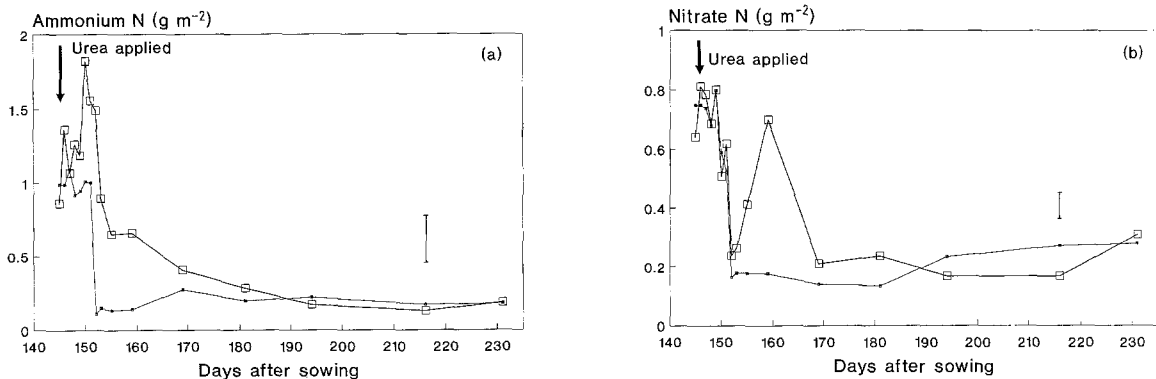 Ammonium N (g m⁻²)
2
1.5
1
0.5
0
Urea applied
(a)
140 150 160 170 180 190 200 210 220 230
Days after sowing
Nitrate N (g m⁻²)
1
0.8
0.6
0.4
0.2
0
Urea applied
(b)
140 150 160 170 180 190 200 210 220 230
Days after sowing